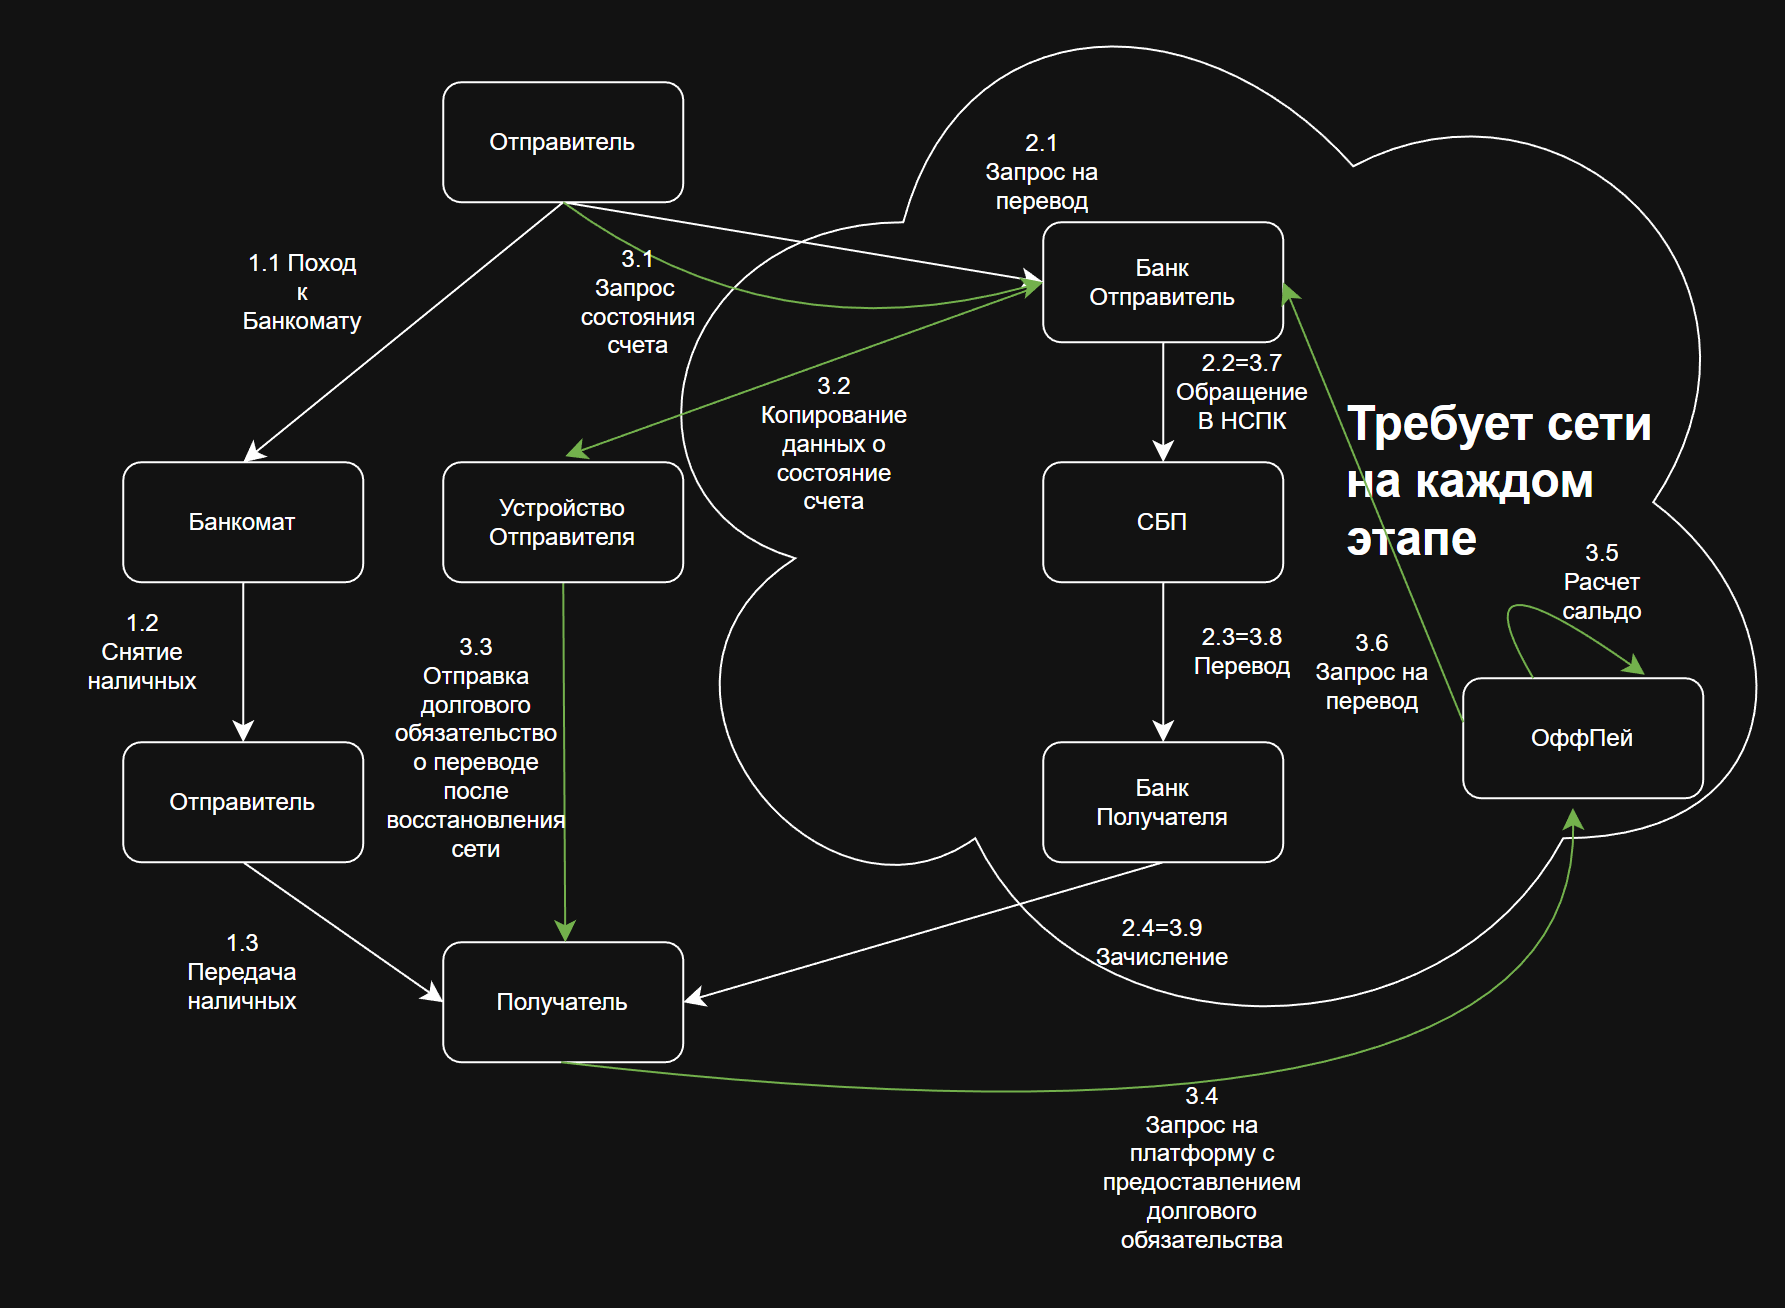 Отправитель
2.1
Запрос на
перевод
1.1 Поход
к
Банкомату
3.1
Запрос
состояния
счета
Банк
Отправитель
2.2=3.7
Обращение
В НСПК
3.2
Копирование
данных о
состояние
счета
Требует сети
на каждом
этапе
Банкомат
Устройство
Отправителя
СБП
3.5
Расчет
сальдо
1.2
Снятие
наличных
3.3
Отправка
долгового
обязательство
о переводе
после
восстановления
сети
2.3=3.8
Перевод
3.6
Запрос на
перевод
ОффПей
Отправитель
Банк
Получателя
1.3
Передача
наличных
Получатель
2.4=3.9
Зачисление
3.4
Запрос на
платформу с
предоставлением
долгового
обязательства